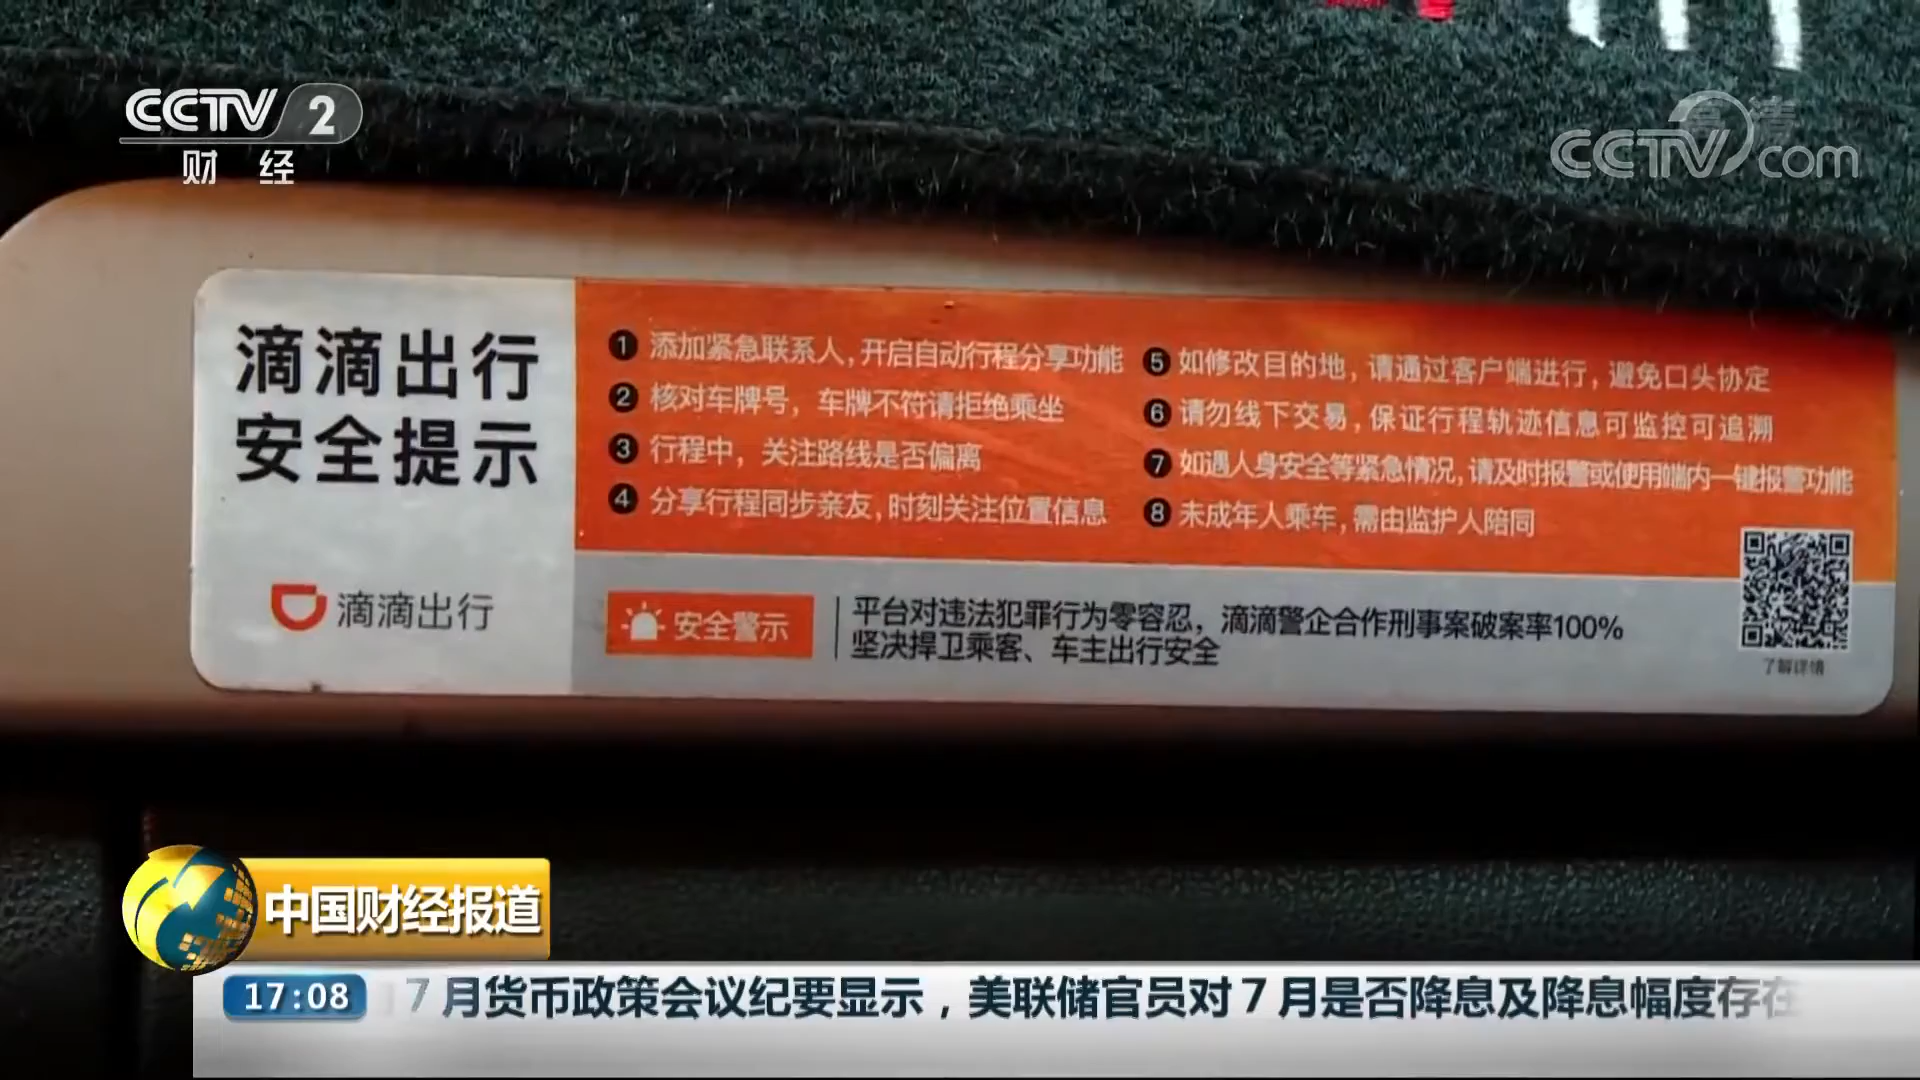 CCTV 2
财 经
高清
CCTV.com
滴滴出行
安全提示
滴滴出行
1 添加紧急联系人，开启自动行程分享功能
2 核对车牌号，车牌不符请拒绝乘坐
3 行程中，关注路线是否偏离
4 分享行程同步亲友，时刻关注位置信息
5 如修改目的地，请通过客户端进行，避免口头协定
6 请勿线下交易，保证行程轨迹信息可监控可追溯
7 如遇人身安全等紧急情况，请及时报警或使用端内一键报警功能
8 未成年人乘车，需由监护人陪同
安全警示
平台对违法犯罪行为零容忍，滴滴警企合作刑事案破案率100%
坚决捍卫乘客、车主出行安全
了解详情
中国财经报道
17:08
7月货币政策会议纪要显示，美联储官员对7月是否降息及降息幅度存在